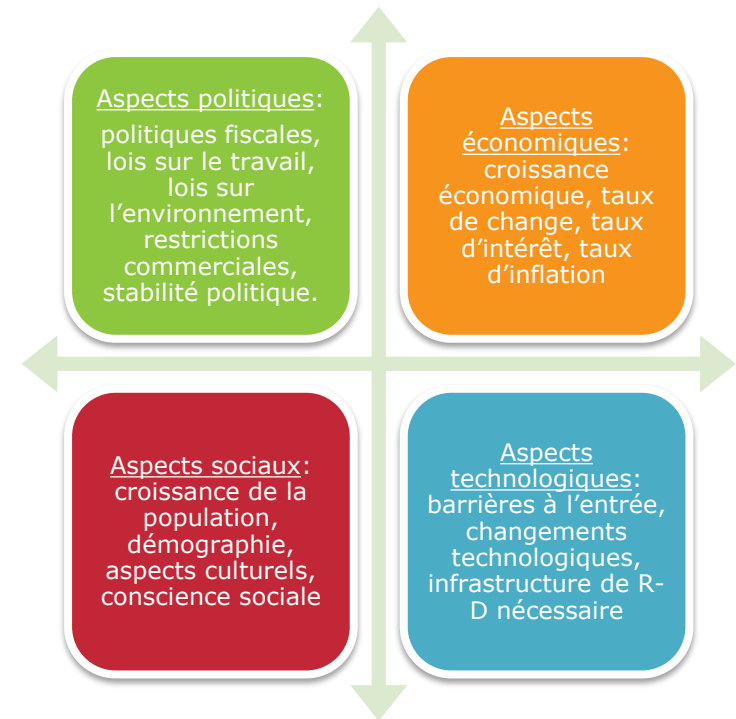 Aspects politiques:
politiques fiscales,
lois sur le travail,
lois sur
l’environnement,
restrictions
commerciales,
stabilité politique.
Aspects
économiques:
croissance
économique, taux
de change, taux
d’intérêt, taux
d’inflation
Aspects sociaux:
croissance de la
population,
démographie,
aspects culturels,
conscience sociale
Aspects
technologiques:
barrières à l’entrée,
changements
technologiques,
infrastructure de R-
D nécessaire